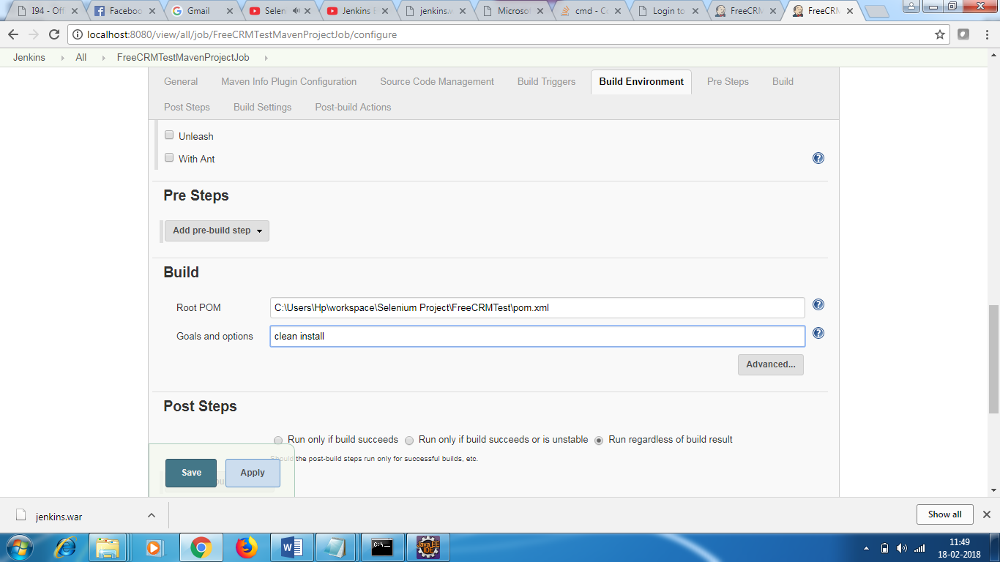 I94 - Off
Faceboo
Gmail
Selen
Jenkins
jenkins.w
Microso
cmd - C
Login to
FreeCRM
FreeCRM
localhost:8080/view/all/job/FreeCRMTestMavenProjectJob/configure
Jenkins All FreeCRMTestMavenProjectJob
General Maven Info Plugin Configuration Source Code Management Build Triggers Build Environment Pre Steps Build
Post Steps Build Settings Post-build Actions
Unleash
With Ant
Pre Steps
Add pre-build step
Build
Root POM C:\Users\Hp\workspace\Selenium Project\FreeCRMTest\pom.xml
Goals and options clean install
Advanced...
Post Steps
Run only if build succeeds Run only if build succeeds or is unstable Run regardless of build result
Should the post-build steps run only for successful builds, etc.
Save Apply
jenkins.war
Show all
Java EE
IDE
11:49
18-02-2018